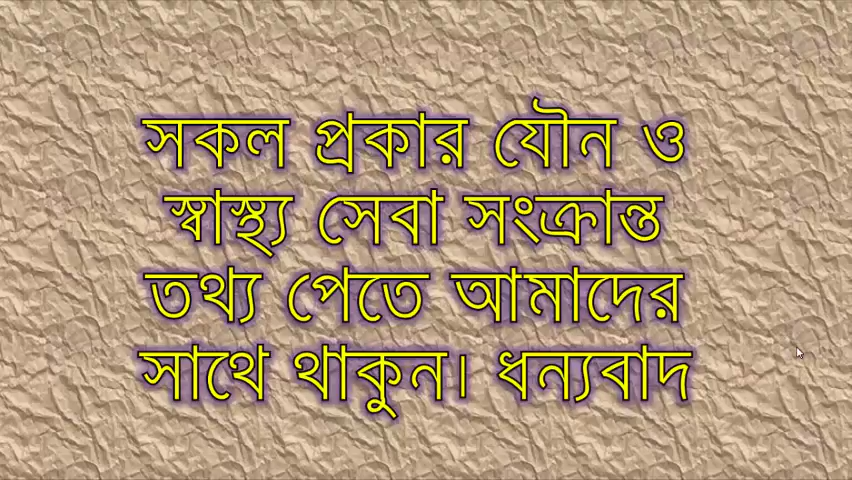 সকল প্রকার যৌন ও
স্বাস্থ্য সেবা সংক্রান্ত
তথ্য পেতে আমাদের
সাথে থাকুন। ধন্যবাদ